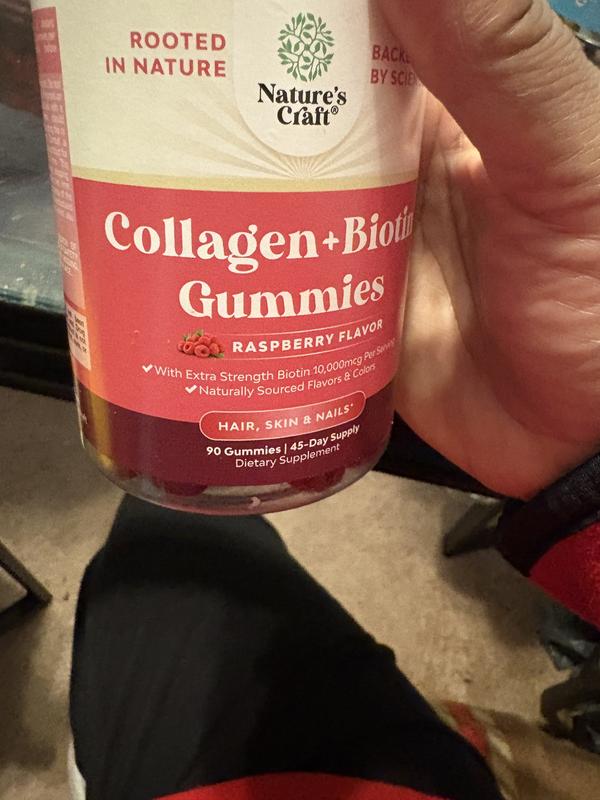 ROOTED
IN NATURE
Nature's
Craft®
BY
Collagen+Biotin
Gummies
RASPBERRY FLAVOR
✓With Extra Strength Biotin 10,000mcg Per Serving
✓Naturally Sourced Flavors & Colors
HAIR, SKIN & NAILS*
90 Gummies | 45-Day Supply
Dietary Supplement